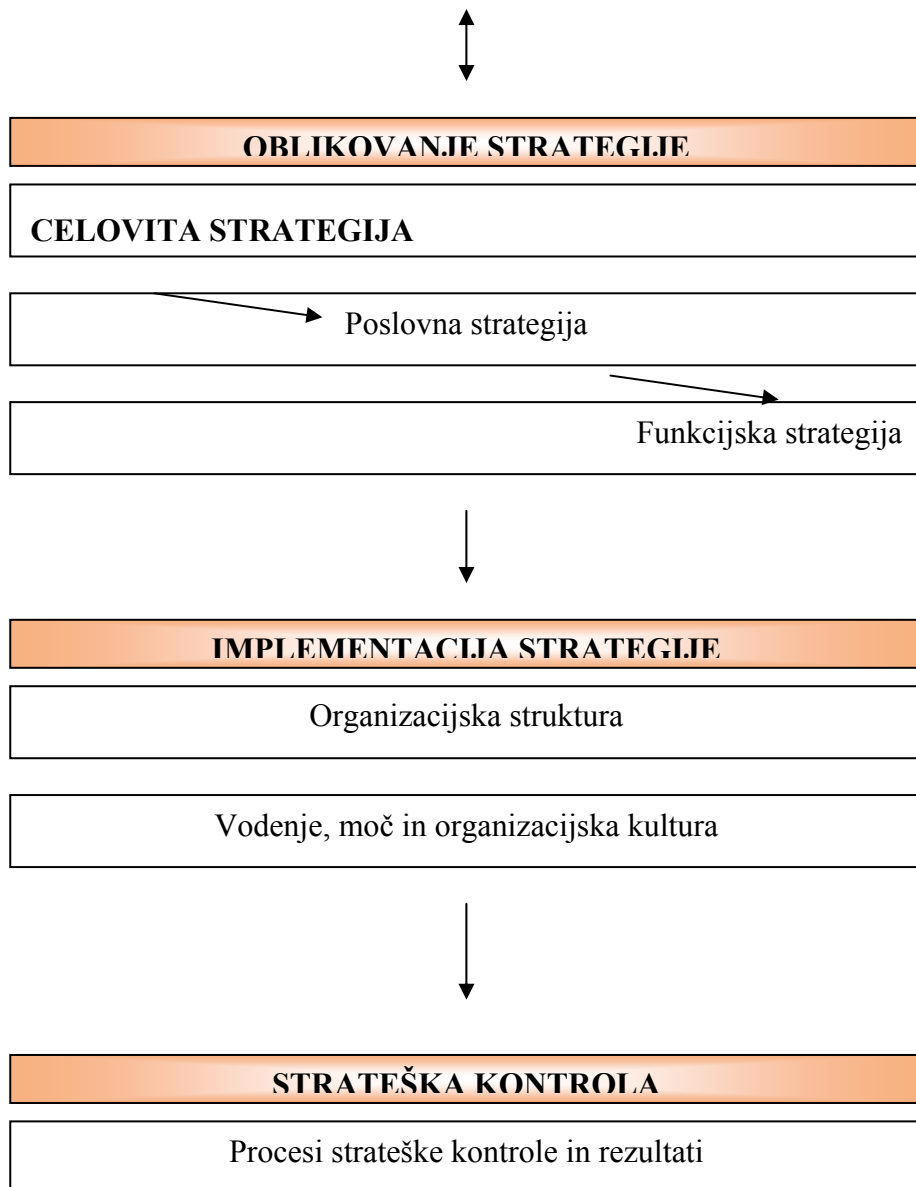 OBLIKOVANJE STRATEGIJE
CELOVITA STRATEGIJA
Poslovna strategija
Funkcijska strategija
IMPLEMENTACIJA STRATEGIJE
Organizacijska struktura
Vodenje, moč in organizacijska kultura
STRATEŠKA KONTROLA
Procesi strateške kontrole in rezultati